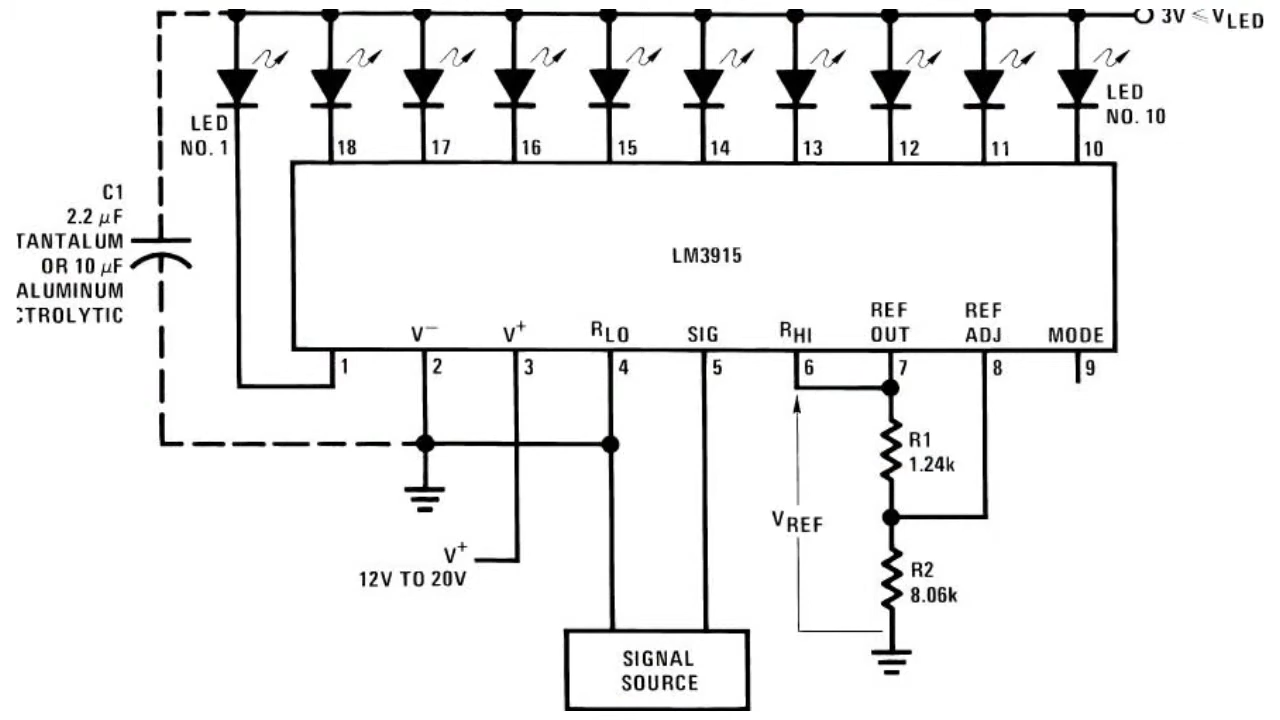 3V ≤ VLED
LED
NO. 1
LED
NO. 10
18
17
16
15
14
13
12
11
10
C1
2.2 μF
TANTALUM
OR 10 μF
ALUMINUM
CTROLYTIC
LM3915
V−
V+
RLO
SIG
RHI
REF
OUT
REF
ADJ
MODE
1
2
3
4
5
6
7
8
9
R1
1.24k
VREF
V+
12V TO 20V
R2
8.06k
SIGNAL
SOURCE